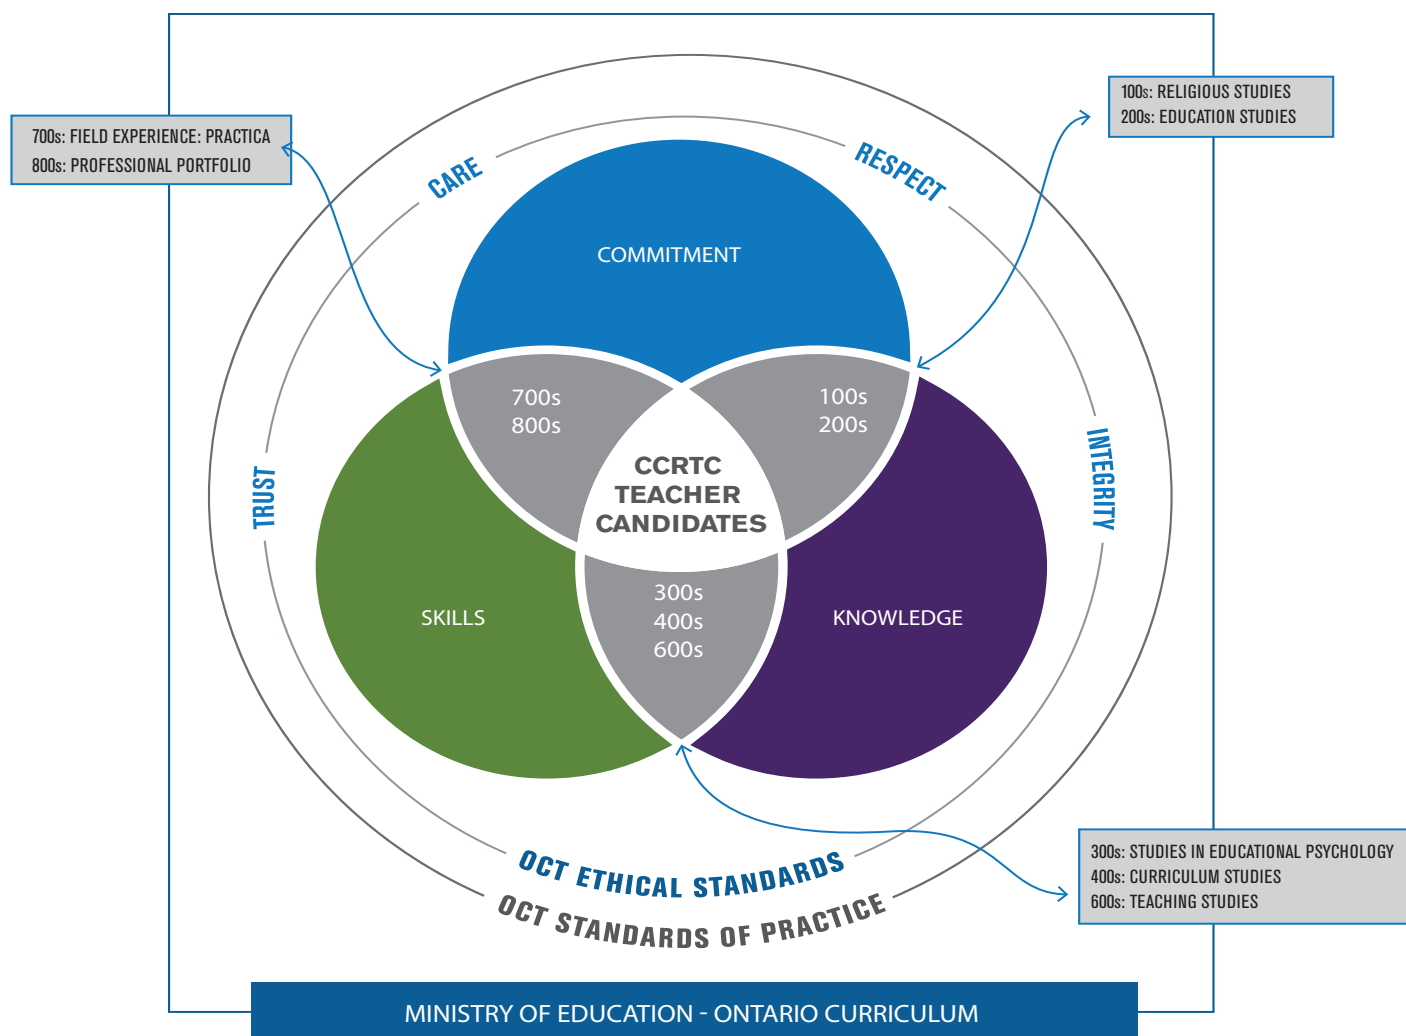 100s: RELIGIOUS STUDIES
200s: EDUCATION STUDIES
700s: FIELD EXPERIENCE: PRACTICA
800s: PROFESSIONAL PORTFOLIO
CARE
RESPECT
COMMITMENT
700s
800s
100s
200s
CCRTC
TEACHER
CANDIDATES
TRUST
INTEGRITY
SKILLS
300s
400s
600s
KNOWLEDGE
OCT ETHICAL STANDARDS
OCT STANDARDS OF PRACTICE
300s: STUDIES IN EDUCATIONAL PSYCHOLOGY
400s: CURRICULUM STUDIES
600s: TEACHING STUDIES
MINISTRY OF EDUCATION - ONTARIO CURRICULUM